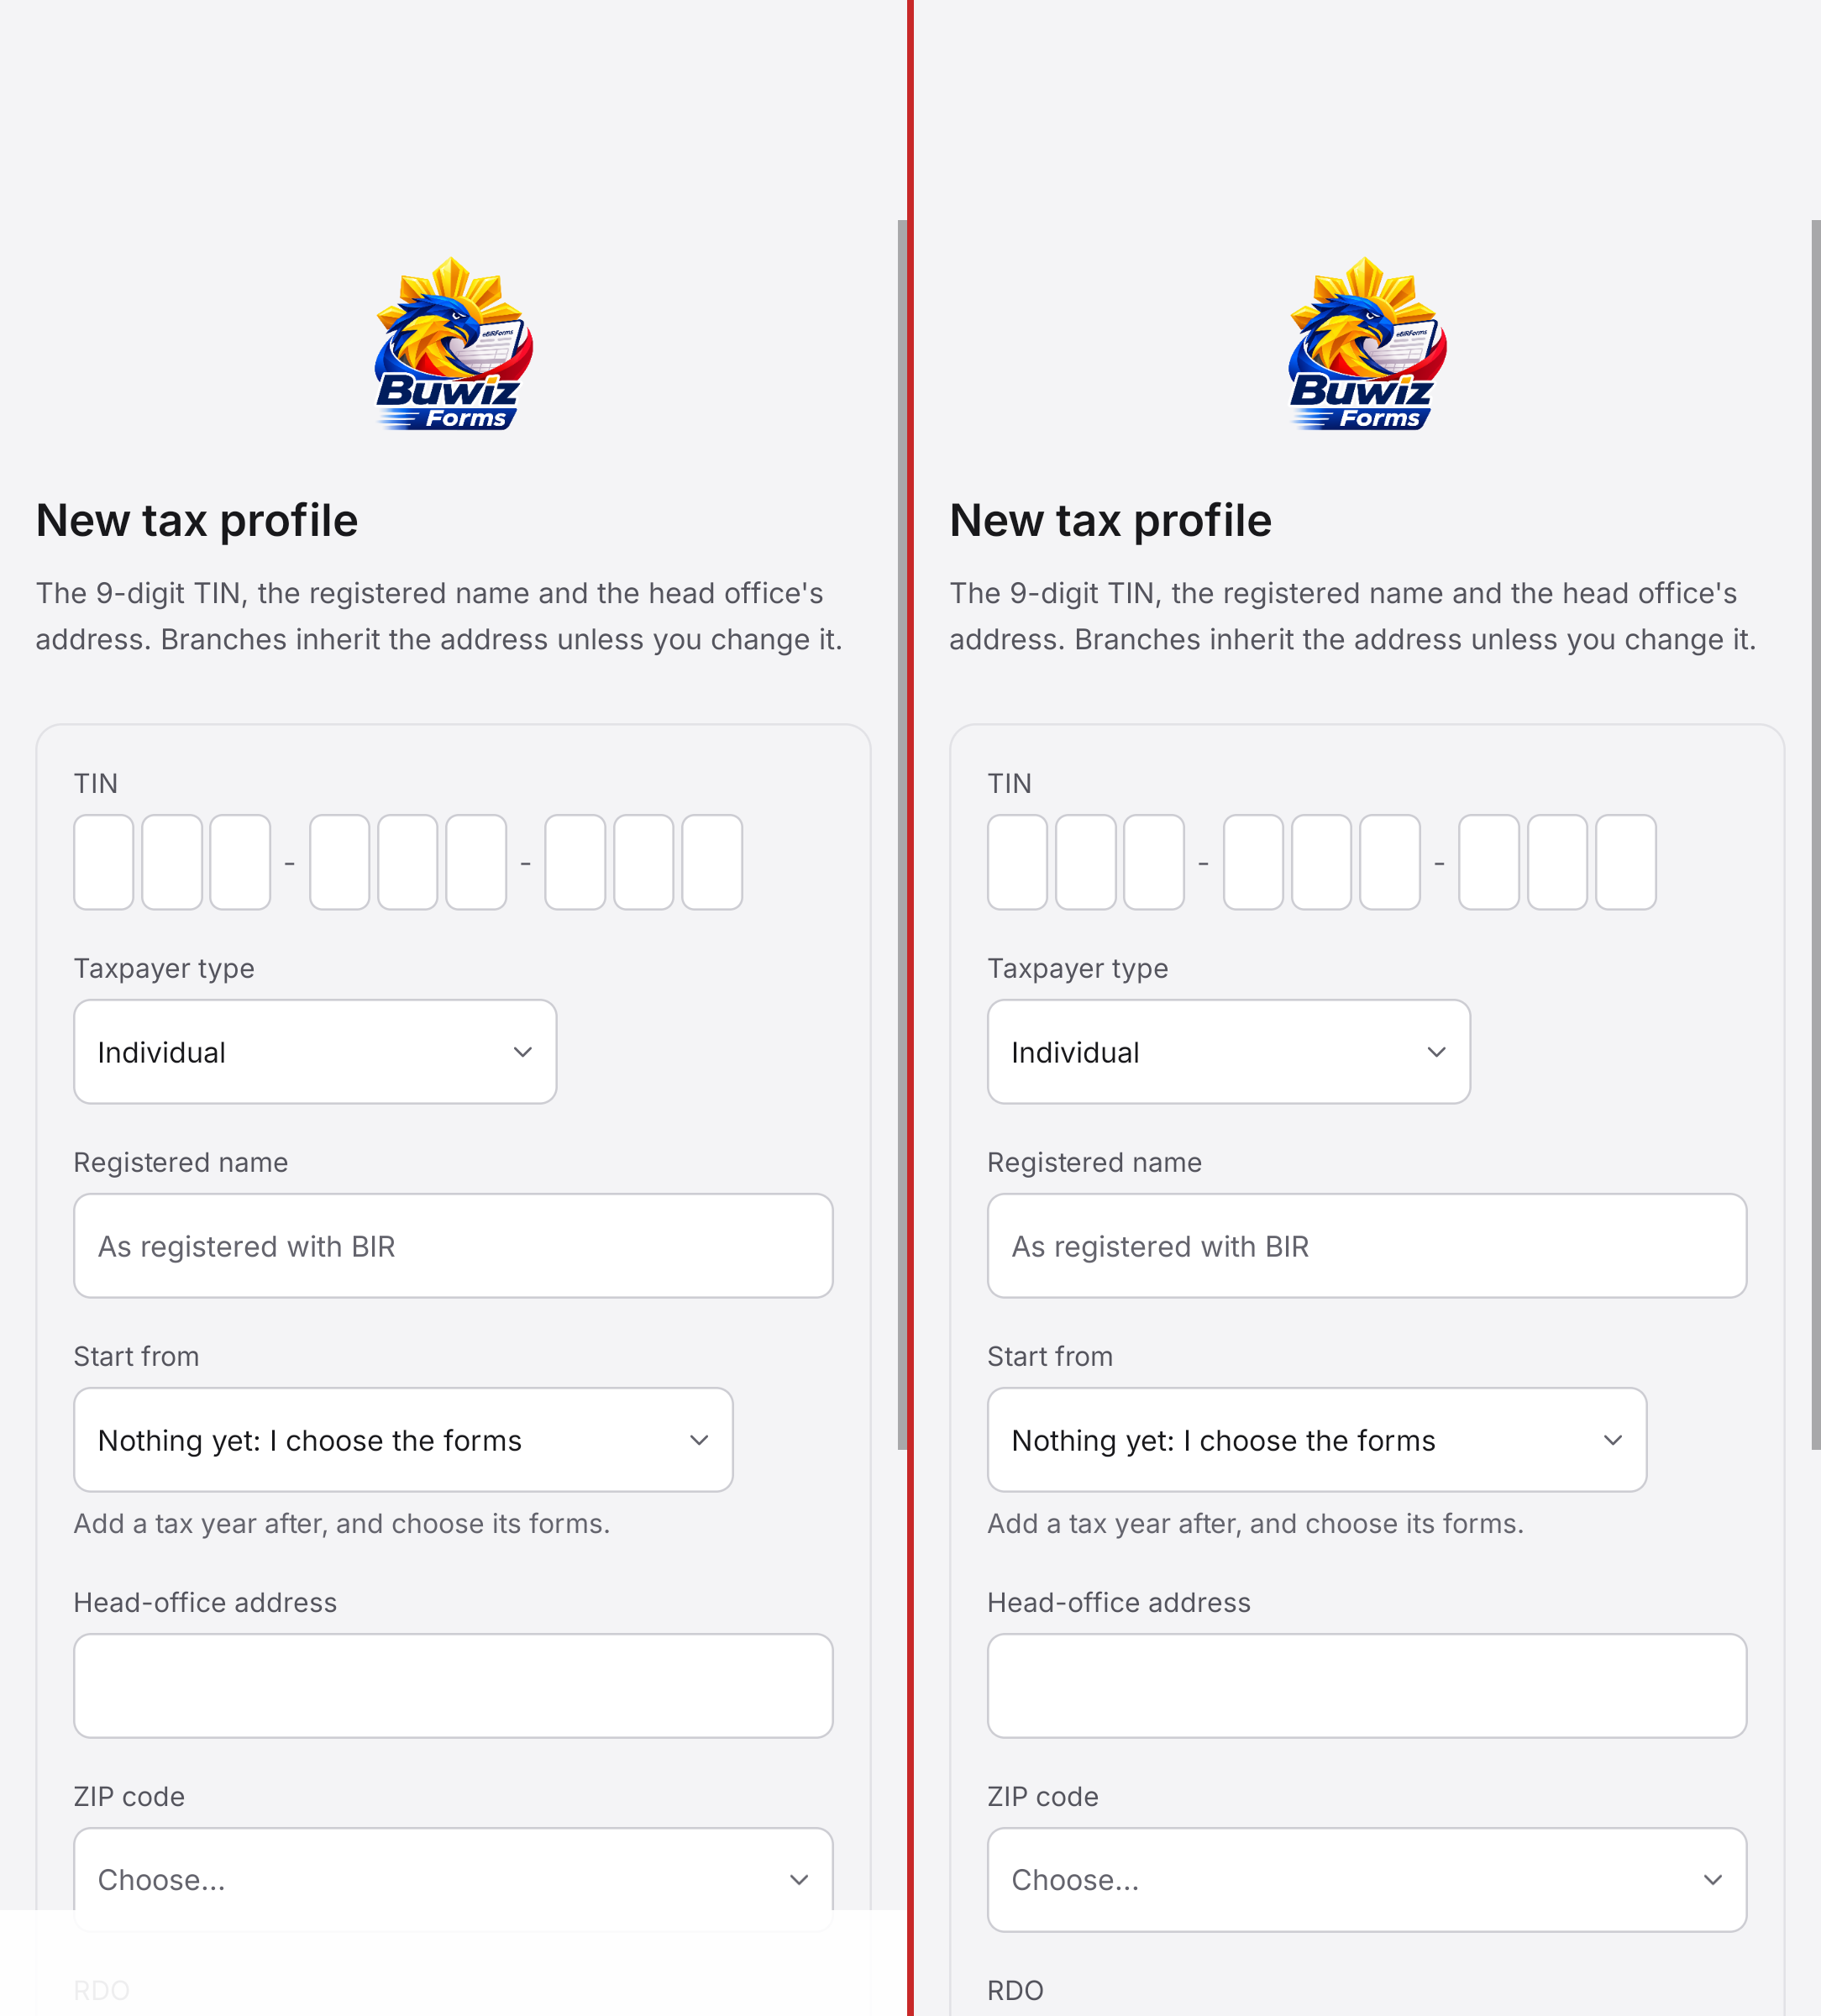 eBIRForms
Buwiz
Forms
New tax profile
The 9-digit TIN, the registered name and the head office's
address. Branches inherit the address unless you change it.
TIN
- -
Taxpayer type
Individual
Registered name
As registered with BIR
Start from
Nothing yet: I choose the forms
Add a tax year after, and choose its forms.
Head-office address
ZIP code
Choose...
RDO
eBIRForms
Buwiz
Forms
New tax profile
The 9-digit TIN, the registered name and the head office's
address. Branches inherit the address unless you change it.
TIN
- -
Taxpayer type
Individual
Registered name
As registered with BIR
Start from
Nothing yet: I choose the forms
Add a tax year after, and choose its forms.
Head-office address
ZIP code
Choose...
RDO